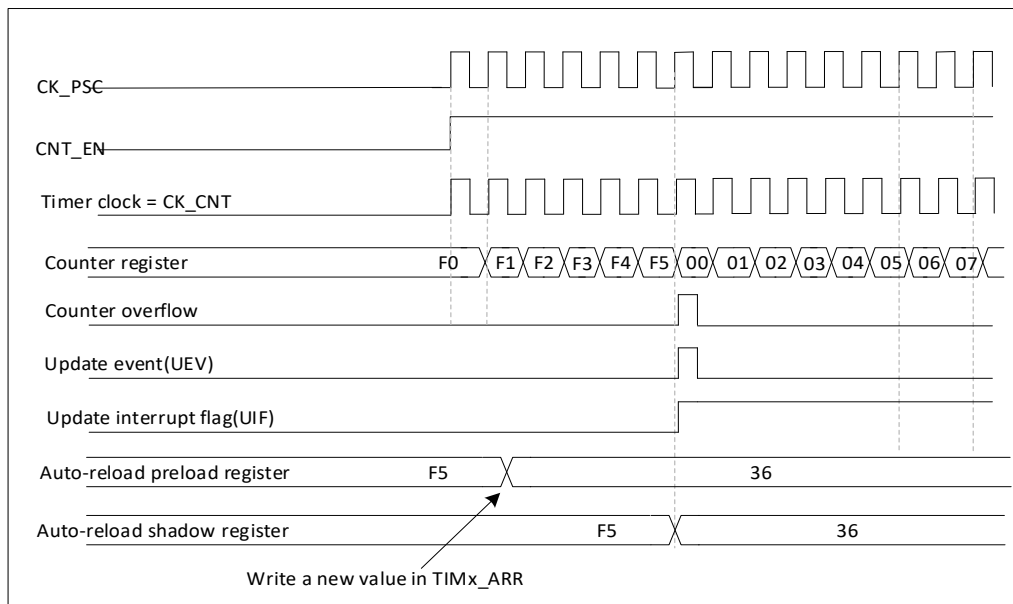 CK_PSC
CNT_EN
Timer clock = CK_CNT
Counter register F0 F1 F2 F3 F4 F5 00 01 02 03 04 05 06 07
Counter overflow
Update event(UEV)
Update interrupt flag(UIF)
Auto-reload preload register F5 36
Auto-reload shadow register F5 36
Write a new value in TIMx_ARR